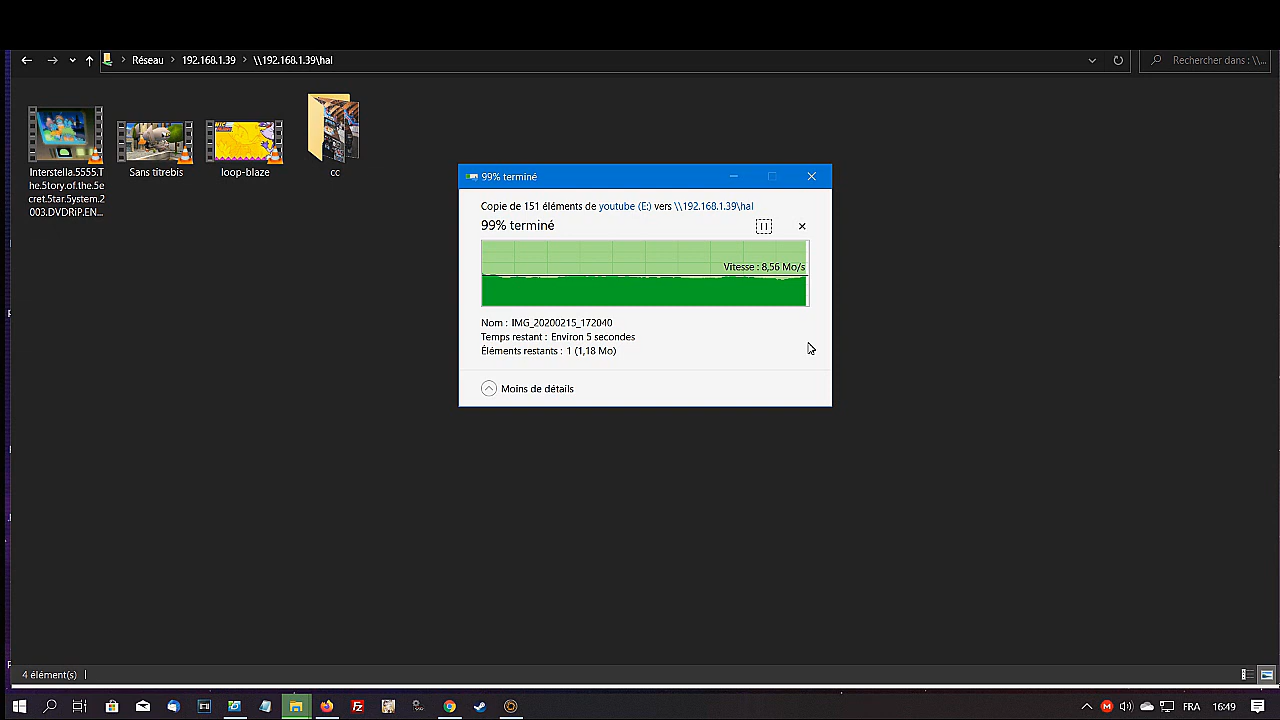 Réseau > 192.168.1.39 > \\192.168.1.39\hal
Rechercher dans : \\...
Interstella.5555.T
he.5tory.of.the.5e
cret.5tar.5ystem.2
003.DVDRiP.EN...
Sans titrebis
loop-blaze
cc
99% terminé
Copie de 151 éléments de youtube (E:) vers \\192.168.1.39\hal
99% terminé
Vitesse : 8,56 Mo/s
Nom : IMG_20200215_172040
Temps restant : Environ 5 secondes
Éléments restants : 1 (1,18 Mo)
Moins de détails
4 élément(s)
FRA
16:49